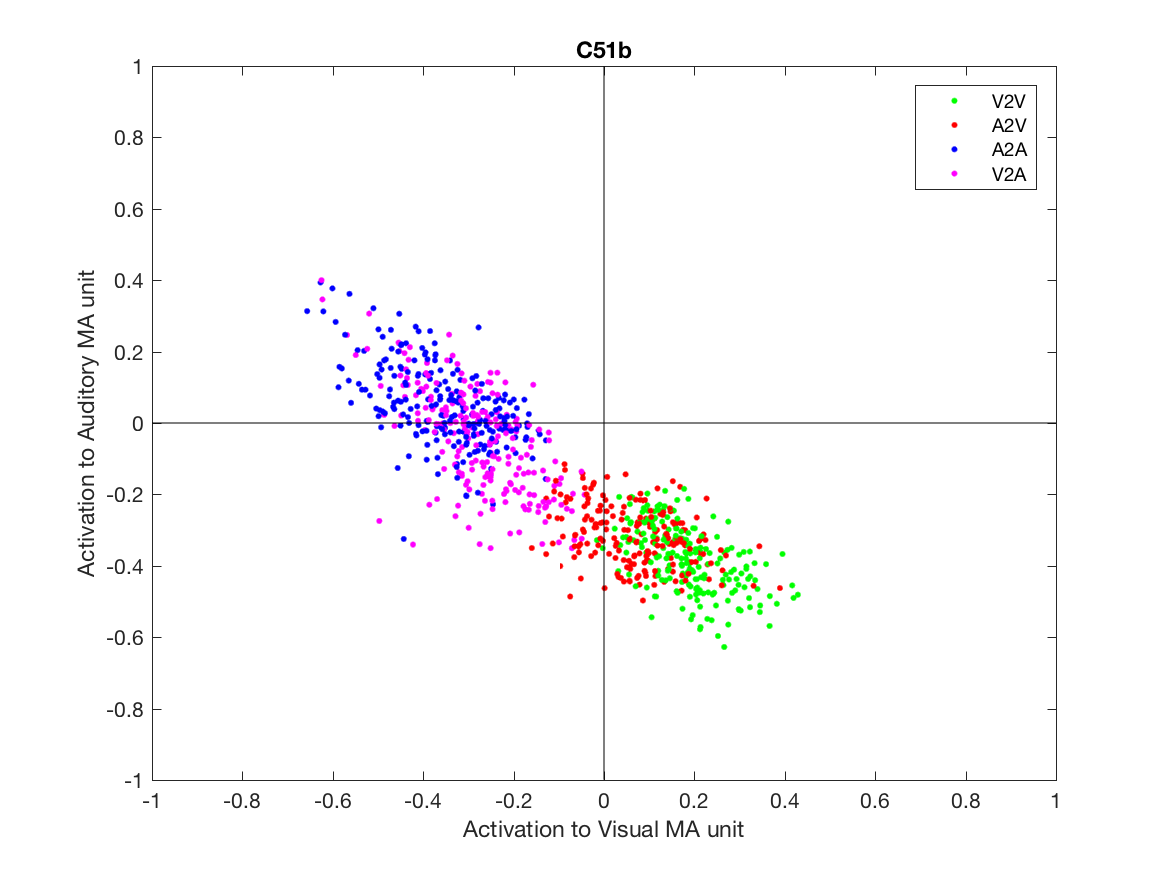 C51b
1
0.8
0.6
0.4
0.2
0
-0.2
-0.4
-0.6
-0.8
-1
Activation to Auditory MA unit
V2V
A2V
A2A
V2A
-1 -0.8 -0.6 -0.4 -0.2 0 0.2 0.4 0.6 0.8 1
Activation to Visual MA unit